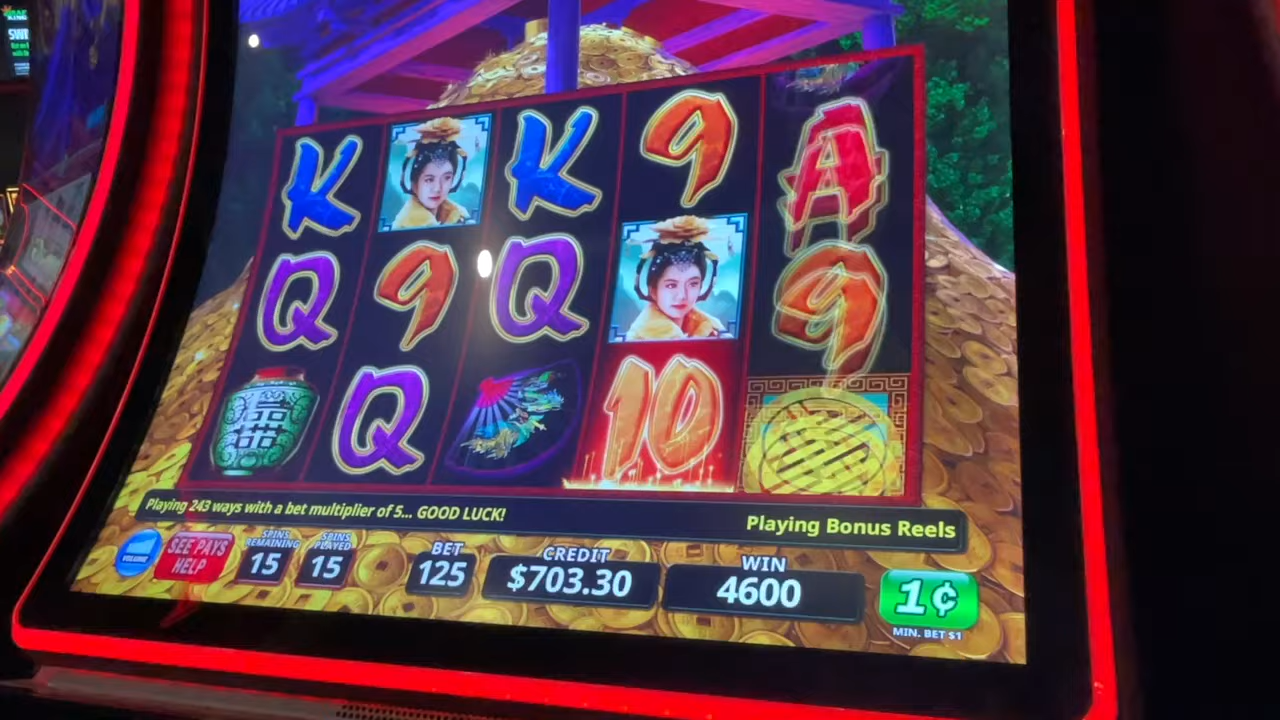 K
K
9
A
Q
9
Q
9
Q
10
Playing 243 ways with a bet multiplier of 5... GOOD LUCK!
Playing Bonus Reels
VOLUME
SEE PAYS
HELP
SPINS
REMAINING
15
SPINS
PLAYED
15
BET
125
CREDIT
$703.30
WIN
4600
1¢
MIN. BET $1